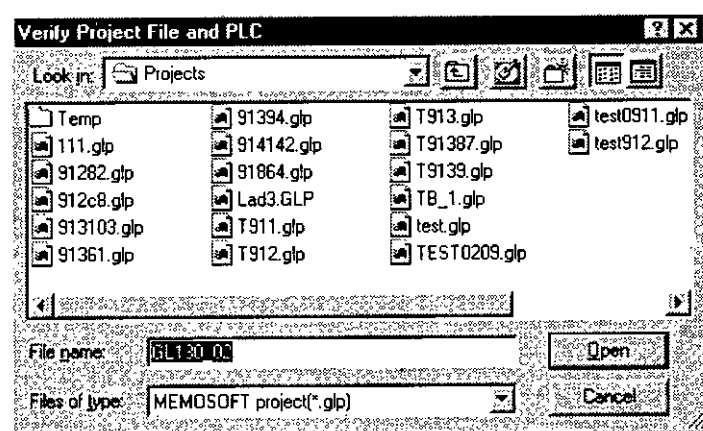 Verify Project File and PLC
Look in: Projects
Temp
111.glp
91282.glp
912c8.glp
913103.glp
91361.glp
91394.glp
914142.glp
91864.glp
Lad3.GLP
T911.glp
T912.glp
T913.glp
T91387.glp
T9139.glp
TB_1.glp
test.glp
TEST0209.glp
test0911.glp
test912.glp
File name:
Open
Files of type: MEMOSOFT project(*.glp)
Cancel